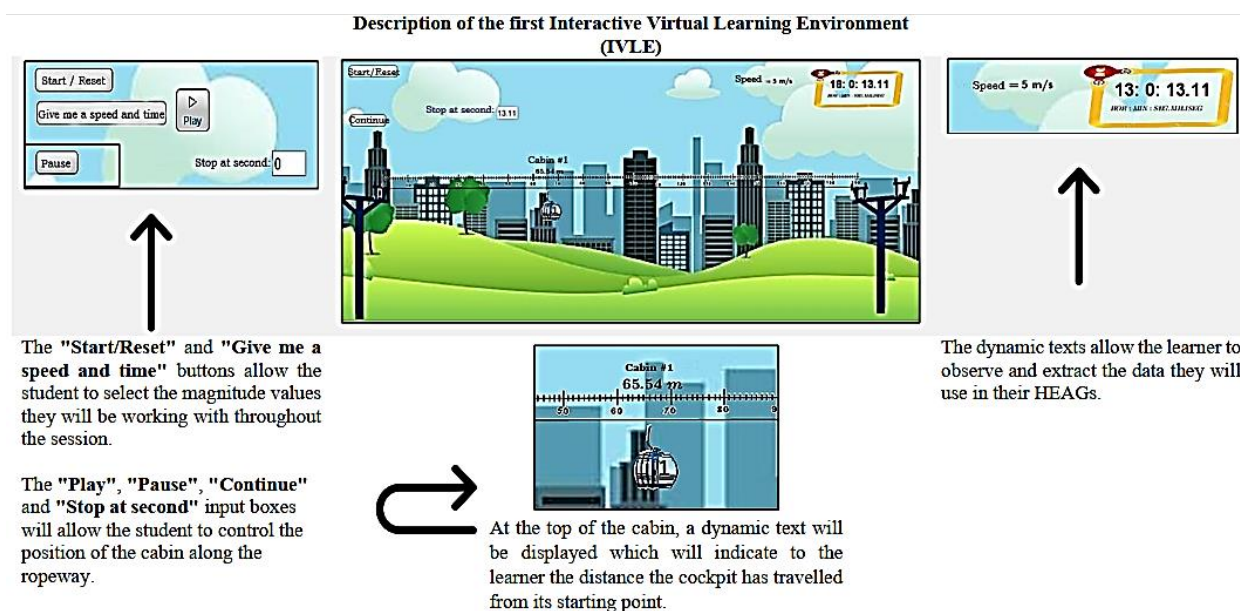 Description of the first Interactive Virtual Learning Environment
(IVLE)
Start / Reset
Give me a speed and time
Play
Pause
Stop at second: 0
Start/Reset
Speed = 5 m/s
18: 0: 13.11
Stop at second: 13.11
Continue
Cabin #1
65.54 m
Speed = 5 m/s
13: 0: 13.11
The "Start/Reset" and "Give me a
speed and time" buttons allow the
student to select the magnitude values
they will be working with throughout
the session.
The "Play", "Pause", "Continue"
and "Stop at second" input boxes
will allow the student to control the
position of the cabin along the
ropeway.
Cabin #1
65.54 m
50 60 70 80 9
1
At the top of the cabin, a dynamic text will
be displayed which will indicate to the
learner the distance the cockpit has travelled
from its starting point.
The dynamic texts allow the learner to
observe and extract the data they will
use in their HEAGs.